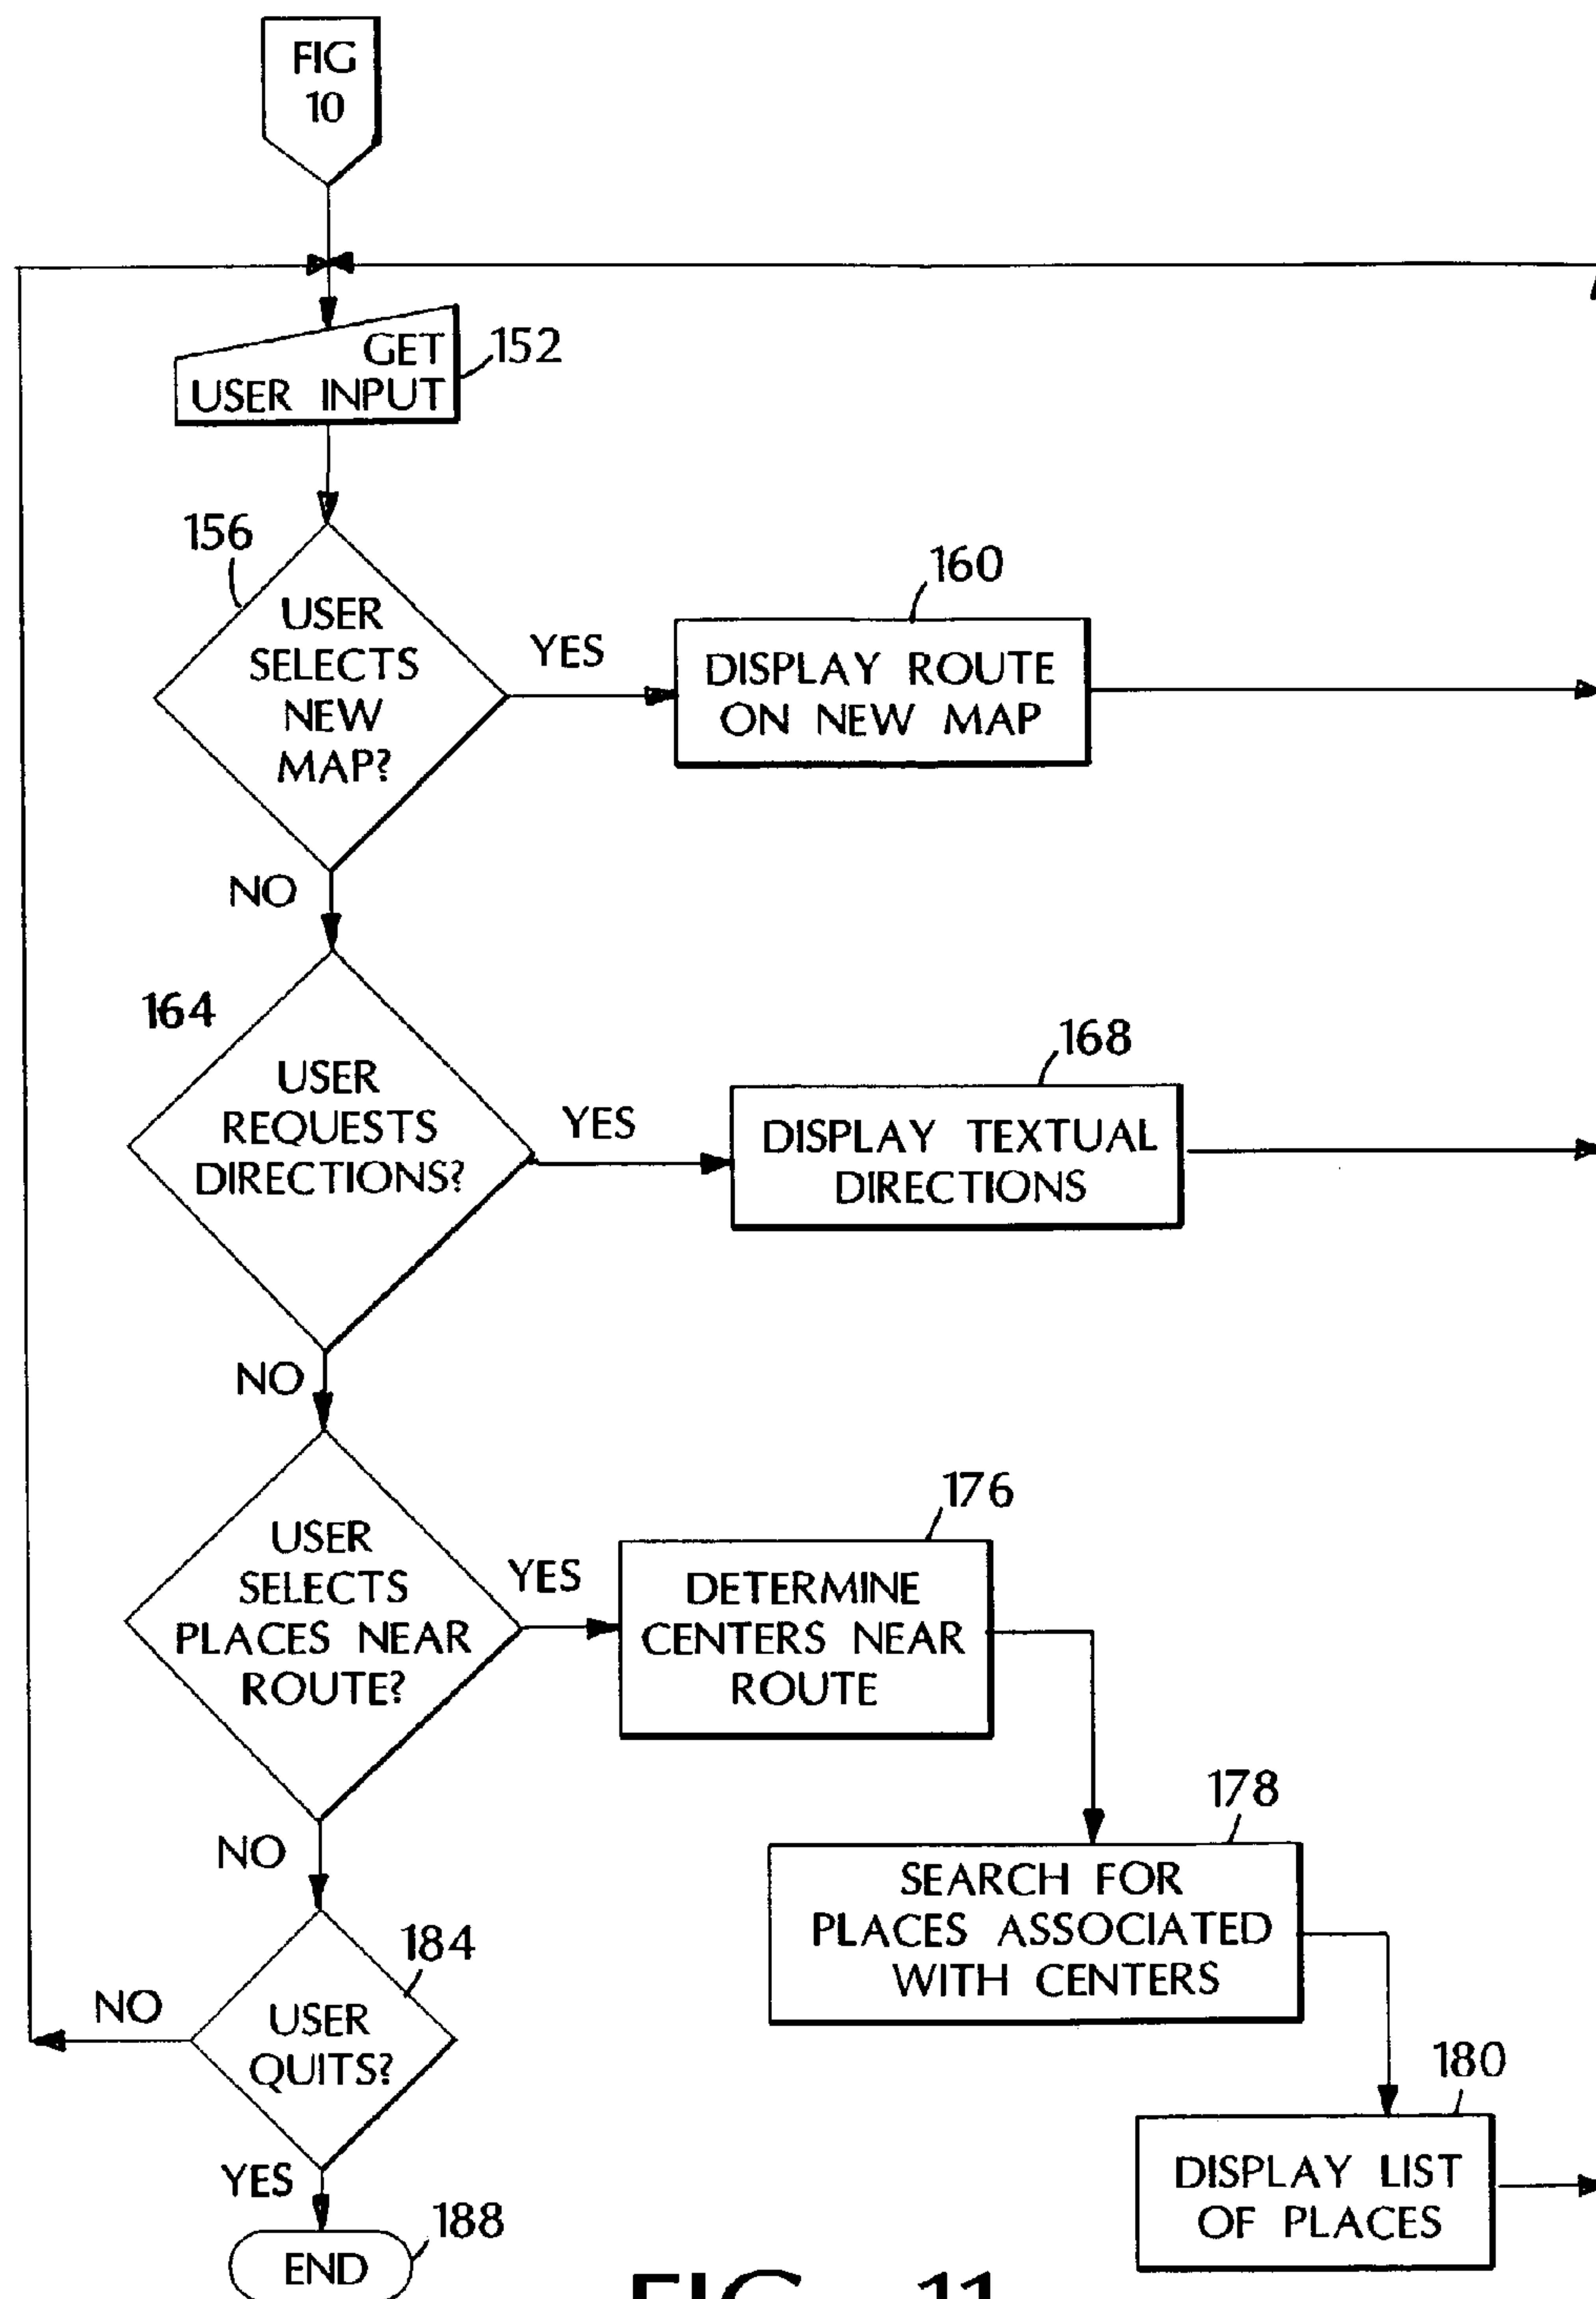 FIG
10
GET
USER INPUT
152
156
USER
SELECTS
NEW
MAP?
YES
160
DISPLAY ROUTE
ON NEW MAP
NO
164
USER
REQUESTS
DIRECTIONS?
YES
168
DISPLAY TEXTUAL
DIRECTIONS
NO
USER
SELECTS
PLACES NEAR
ROUTE?
YES
176
DETERMINE
CENTERS NEAR
ROUTE
178
SEARCH FOR
PLACES ASSOCIATED
WITH CENTERS
NO
184
USER
QUITS?
NO
180
DISPLAY LIST
OF PLACES
YES
188
END
FIG. 11